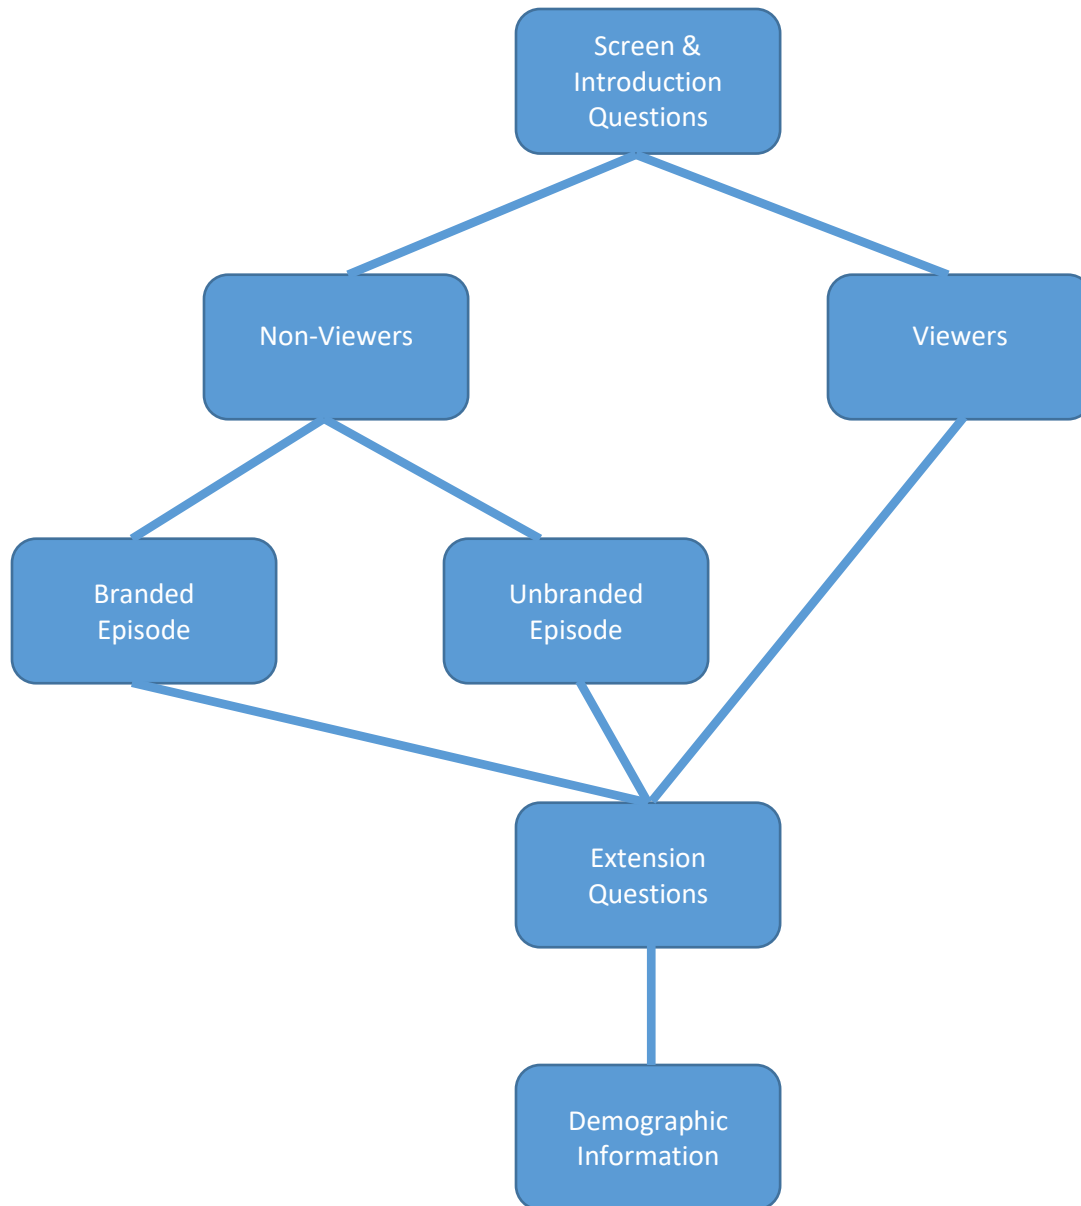 Screen &
Introduction
Questions
Non-Viewers
Viewers
Branded
Episode
Unbranded
Episode
Extension
Questions
Demographic
Information